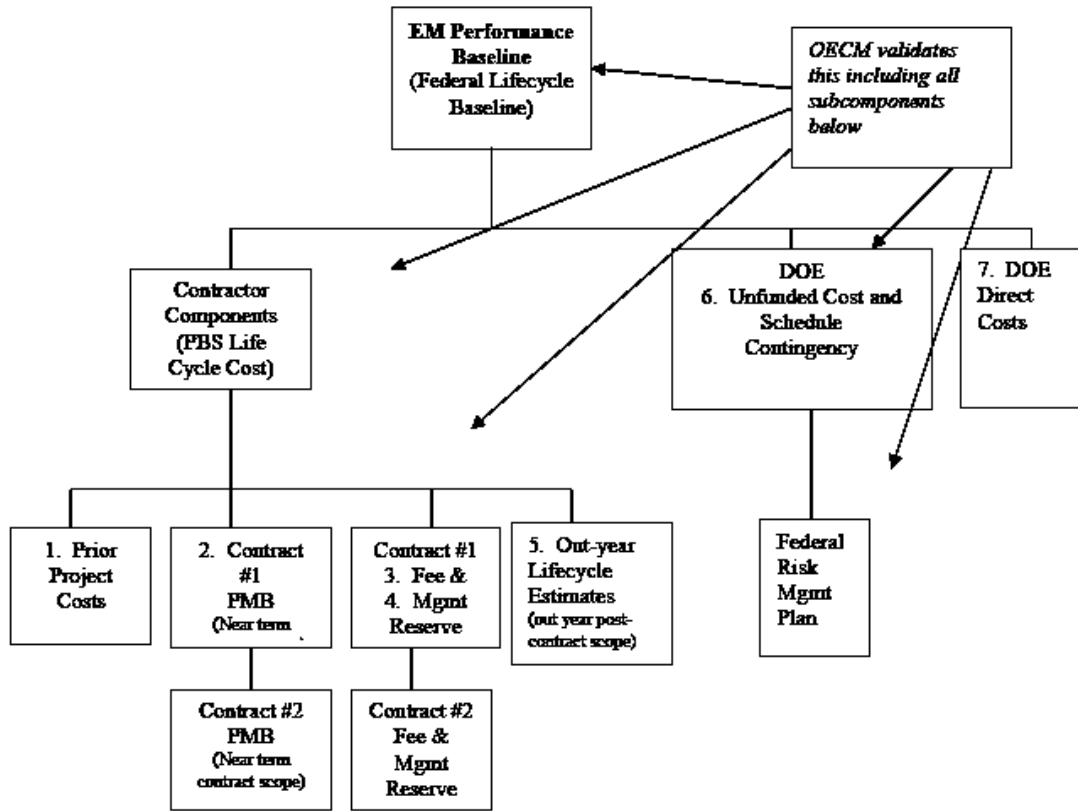 EM Performance
Baseline
(Federal Lifecycle
Baseline)
OECM validates
this including all
subcomponents
below
Contractor
Components
(PBS Life
Cycle Cost)
DOE
6. Unfunded Cost and
Schedule
Contingency
7. DOE
Direct
Costs
1. Prior
Project
Costs
2. Contract
#1
PMB
(Near term
Contract #1
3. Fee &
4. Mgmt
Reserve
5. Out-year
Lifecycle
Estimates
(out year post-
contract scope)
Federal
Risk
Mgmt
Plan
Contract #2
PMB
(Near term
contract scope)
Contract #2
Fee &
Mgmt
Reserve